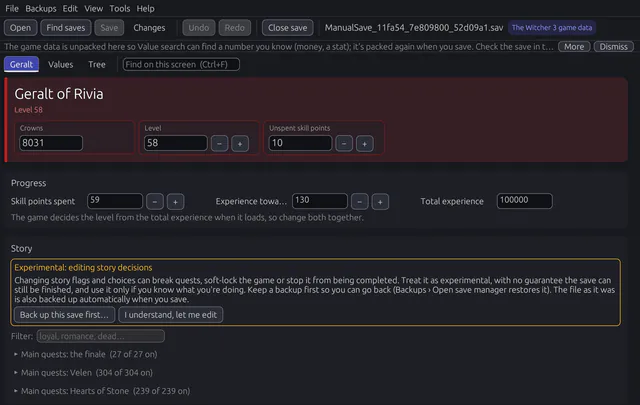 File Backups Edit View Tools Help
Open Find saves Save Changes Undo Redo Close save ManualSave_11fa54_7e809800_52d09a1.sav The Witcher 3 game data
The game data is unpacked here so Value search can find a number you know (money, a stat); it's packed again when you save. Check the save in t... More Dismiss
Geralt Values Tree Find on this screen (Ctrl+F)
Geralt of Rivia
Level 58
Crowns Level Unspent skill points
8031 58 − + 10 − +
Progress
Skill points spent 59 − + Experience towa... 130 − + Total experience 100000
The game decides the level from the total experience when it loads, so change both together.
Story
Experimental: editing story decisions
Changing story flags and choices can break quests, soft-lock the game or stop it from being completed. Treat it as experimental, with no guarantee the save can
still be finished, and use it only if you know what you're doing. Keep a backup first so you can go back (Backups › Open save manager restores it). The file as it was
is also backed up automatically when you save.
Back up this save first... I understand, let me edit
Filter: loyal, romance, dead...
Main quests: the finale (27 of 27 on)
Main quests: Velen (304 of 304 on)
Main quests: Hearts of Stone (239 of 239 on)